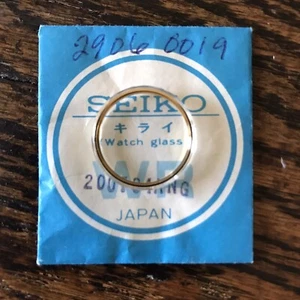 2906 0019
SEIKO
キライ
Watch glass
JAPAN